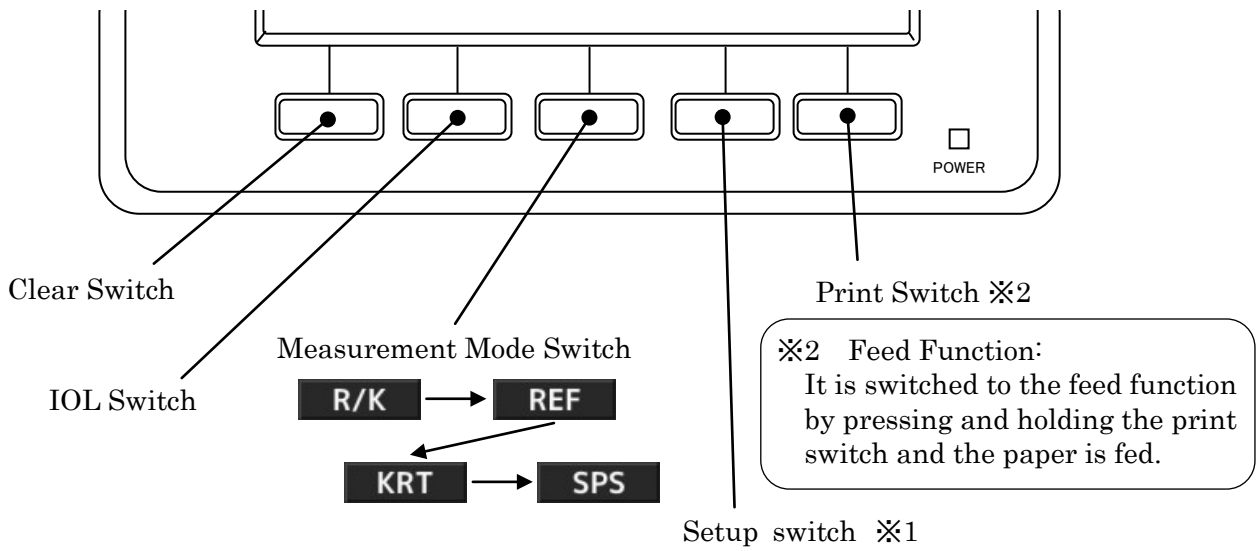 POWER
Clear Switch
Print Switch ※2
Measurement Mode Switch
※2 Feed Function:
It is switched to the feed function
by pressing and holding the print
switch and the paper is fed.
IOL Switch
R/K
REF
KRT
SPS
Setup switch ※1